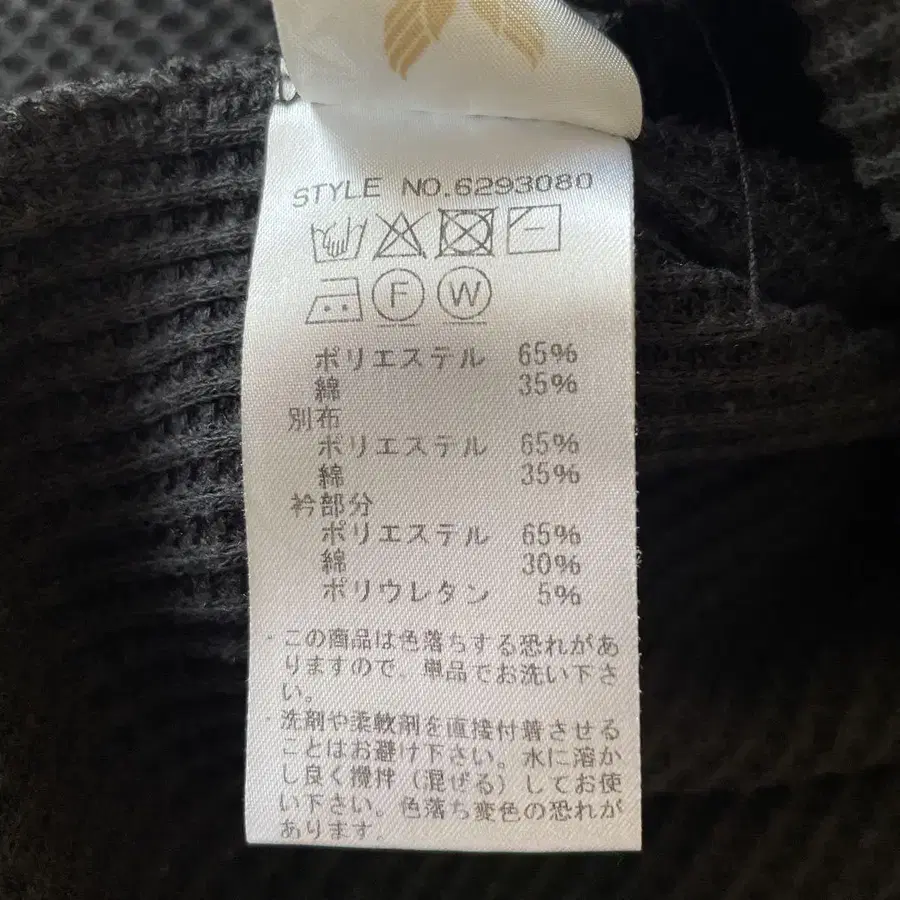 STYLE NO.6293080
F W
ポリエステル 65%
綿 35%
別布
ポリエステル 65%
綿 35%
衿部分
ポリエステル 65%
綿 30%
ポリウレタン 5%
・この商品は色落ちする恐れがあ
りますので、単品でお洗い下さ
い。
・洗剤や柔軟剤を直接付着させる
ことはお避け下さい。水に溶か
し良く攪拌（混ぜる）してお使
い下さい。色落ち変色の恐れが
あります。